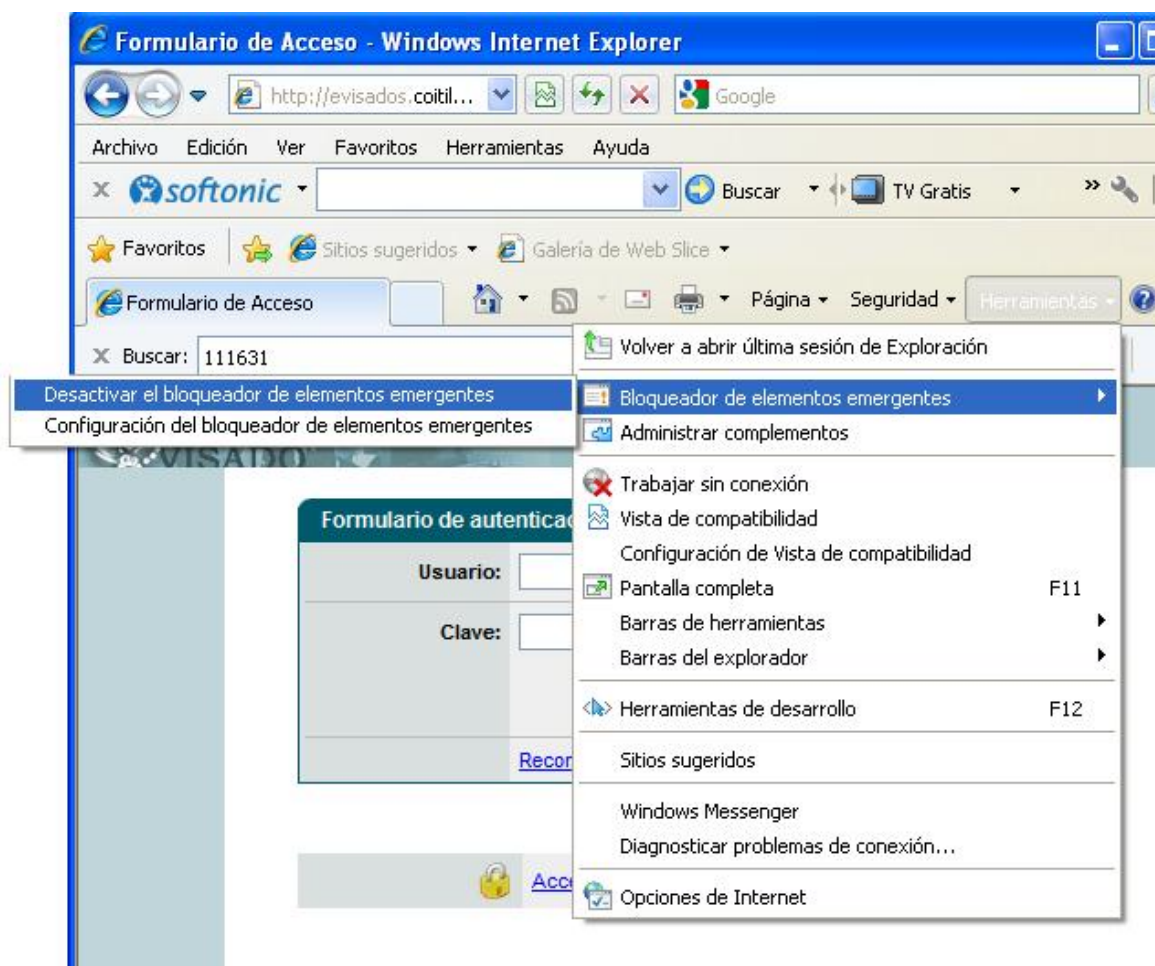 Formulario de Acceso - Windows Internet Explorer
http://evisados.coitil... Google
Archivo Edición Ver Favoritos Herramientas Ayuda
x softonic Buscar TV Gratis »
Favoritos Sitios sugeridos Galería de Web Slice
Formulario de Acceso Página Seguridad Herramientas
X Buscar: 111631
Volver a abrir última sesión de Exploración
Bloqueador de elementos emergentes
Desactivar el bloqueador de elementos emergentes
Configuración del bloqueador de elementos emergentes
Administrar complementos
VISADO
Trabajar sin conexión
Vista de compatibilidad
Configuración de Vista de compatibilidad
Pantalla completa F11
Barras de herramientas
Barras del explorador
Herramientas de desarrollo F12
Sitios sugeridos
Windows Messenger
Diagnosticar problemas de conexión...
Opciones de Internet
Formulario de autenticac
Usuario:
Clave:
Recor
Acc